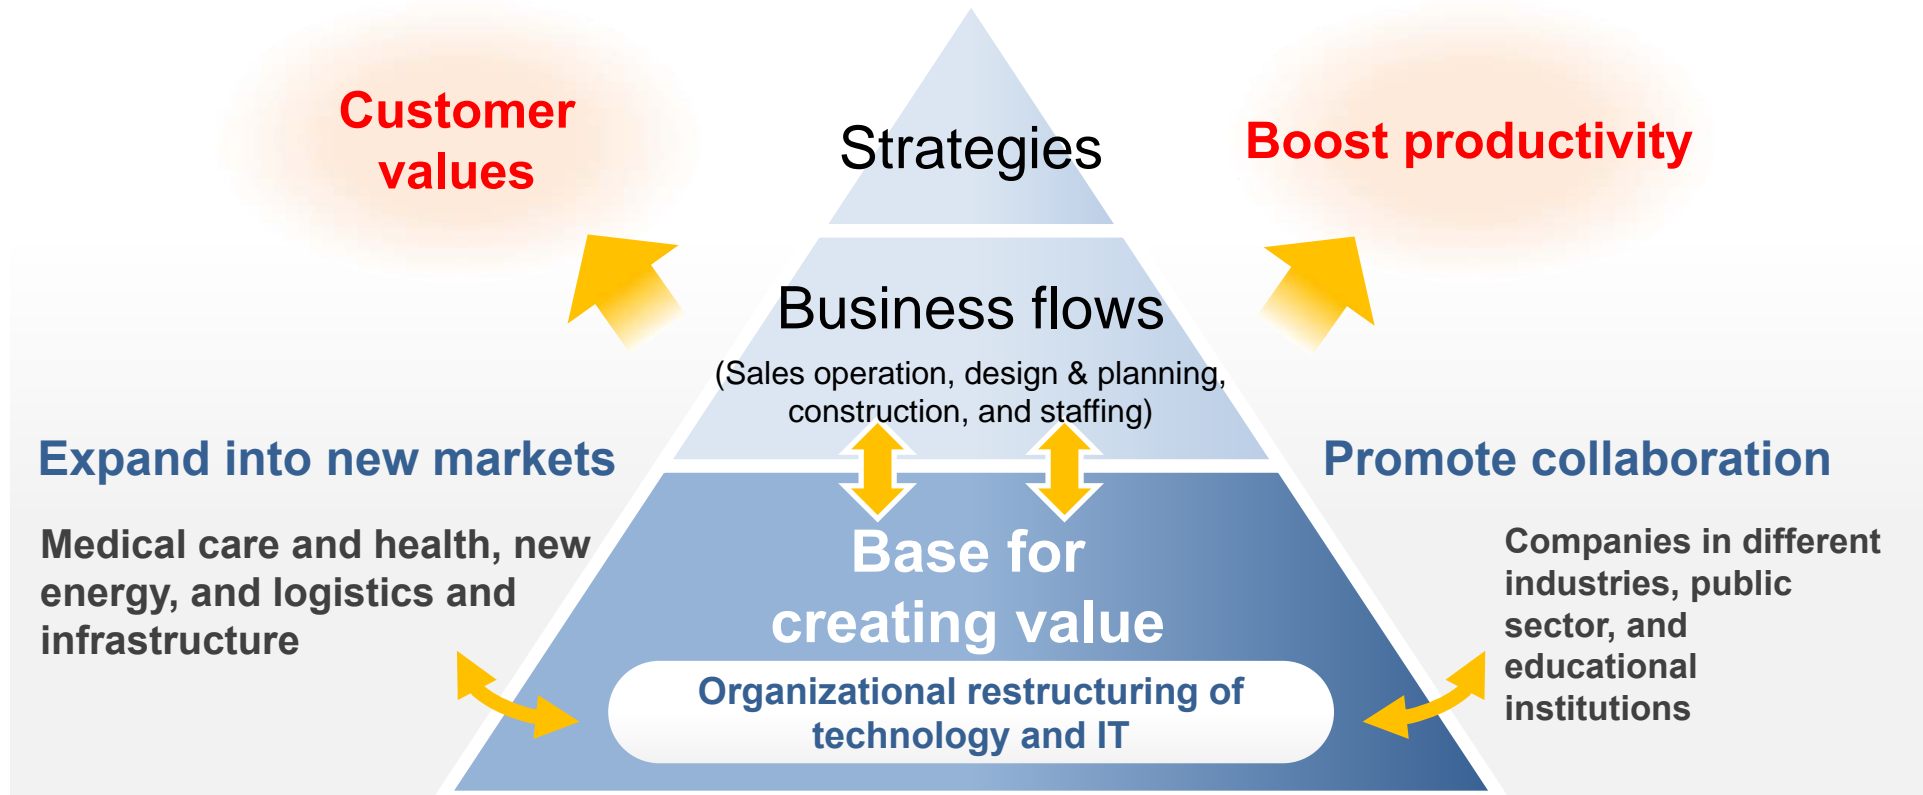 Customer
values
Strategies
Boost productivity
Business flows
(Sales operation, design & planning,
construction, and staffing)
Expand into new markets
Medical care and health, new
energy, and logistics and
infrastructure
Promote collaboration
Companies in different
industries, public
sector, and
educational
institutions
Base for
creating value
Organizational restructuring of
technology and IT